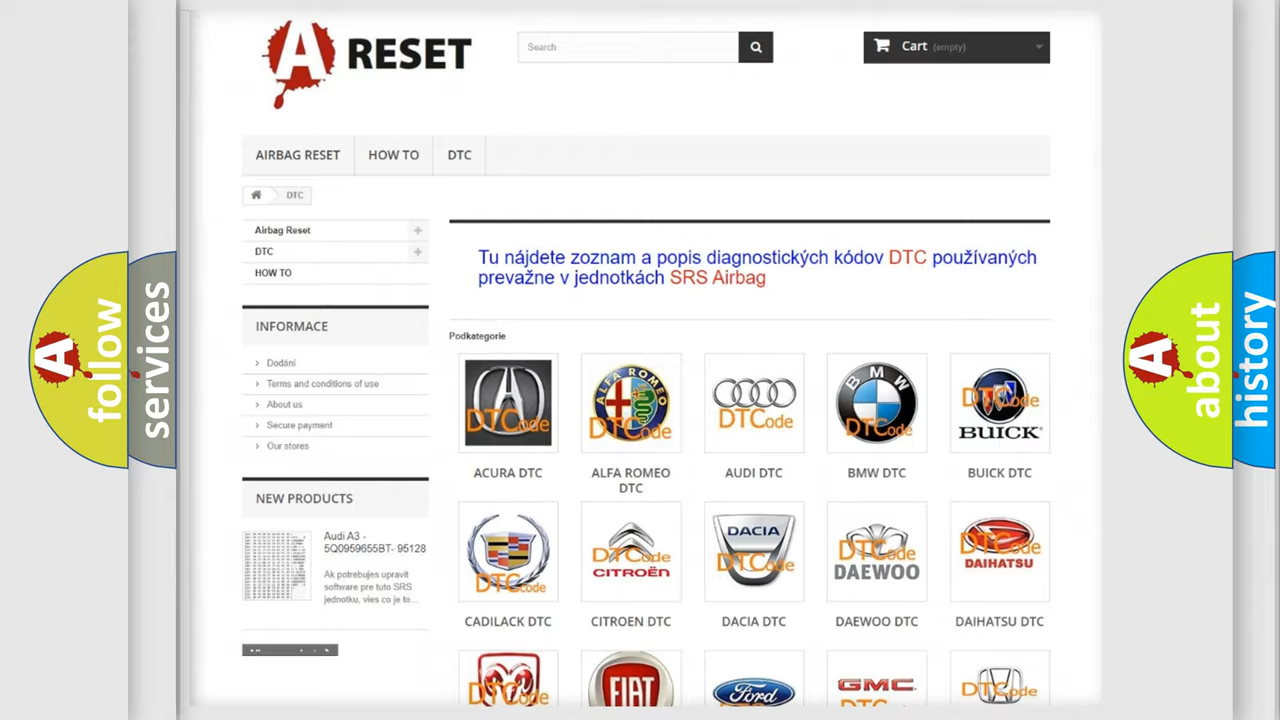 A RESET
Search
Cart (empty)
AIRBAG RESET
HOW TO
DTC
DTC
Airbag Reset
DTC
HOW TO
INFORMACE
Dodání
Terms and conditions of use
About us
Secure payment
Our stores
NEW PRODUCTS
Audi A3 -
5Q0959655BT- 95128
Ak potrebujes upravit
software pre tuto SRS
jednotku, vies co je to...
Tu nájdete zoznam a popis diagnostických kódov DTC používaných
prevažne v jednotkách SRS Airbag
Podkategorie
DTCode
ALFA ROMEO
DTCode
DTCode
BMW
DTCode
DTCode
BUICK
ACURA DTC
ALFA ROMEO
DTC
AUDI DTC
BMW DTC
BUICK DTC
DTCode
DTCode
CITROËN
DACIA
DTCode
DTCode
DAEWOO
DTCode
DAIHATSU
CADILACK DTC
CITROEN DTC
DACIA DTC
DAEWOO DTC
DAIHATSU DTC
DTCode
FIAT
Ford
GMC
DTCode
A follow
services
A about
history